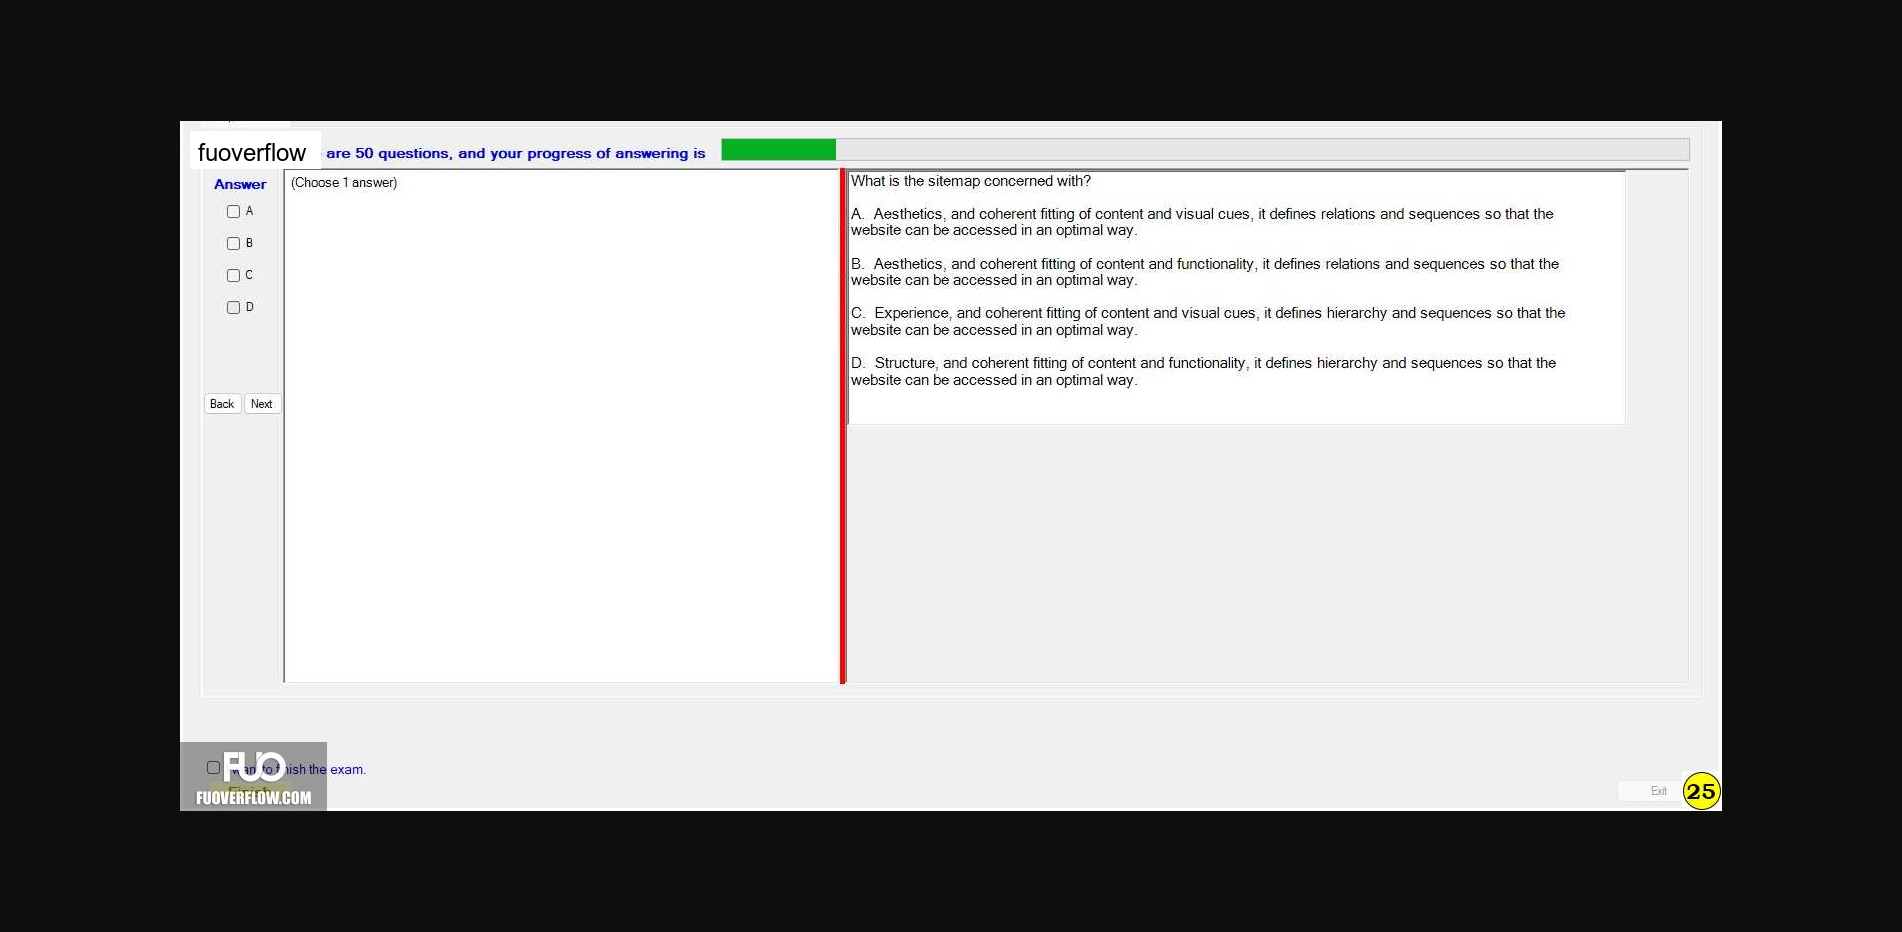 fuoverflow are 50 questions, and your progress of answering is
Answer
(Choose 1 answer)
A
B
C
D
Back Next
What is the sitemap concerned with?
A. Aesthetics, and coherent fitting of content and visual cues, it defines relations and sequences so that the
website can be accessed in an optimal way.
B. Aesthetics, and coherent fitting of content and functionality, it defines relations and sequences so that the
website can be accessed in an optimal way.
C. Experience, and coherent fitting of content and visual cues, it defines hierarchy and sequences so that the
website can be accessed in an optimal way.
D. Structure, and coherent fitting of content and functionality, it defines hierarchy and sequences so that the
website can be accessed in an optimal way.
FUO
to finish the exam.
Finish
FUOVERFLOW.COM
Exit
25